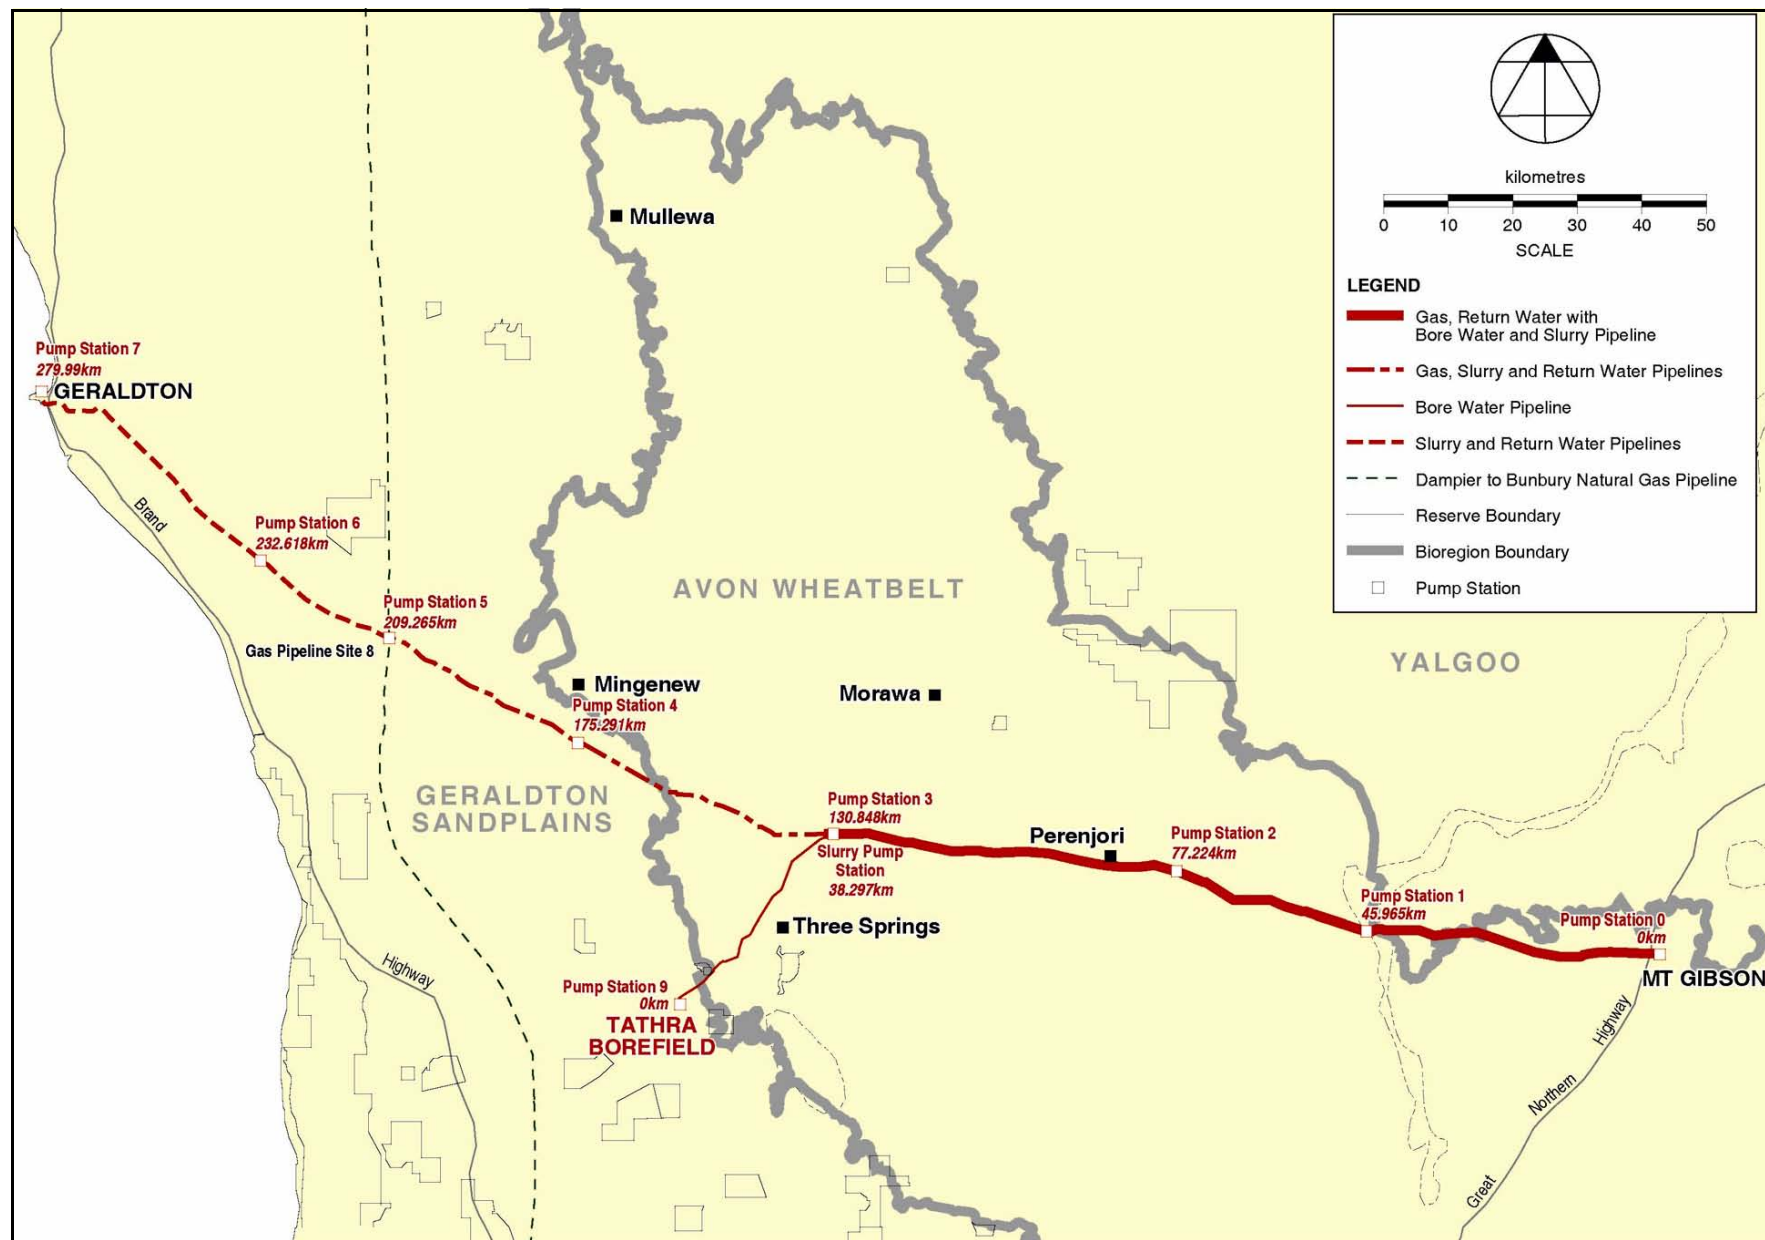 Mullewa
Pump Station 7
279.99km
GERALDTON
Brand
Pump Station 6
232.618km
Pump Station 5
209.265km
Gas Pipeline Site 8
AVON WHEATBELT
Mingenew
Pump Station 4
175.291km
Morawa
YALGOO
GERALDTON
SANDPLAINS
Pump Station 3
130.848km
Slurry Pump
Station
38.297km
Perenjori
Pump Station 2
77.224km
Three Springs
Pump Station 1
45.965km
Pump Station 0
0km
MT GIBSON
Highway
Pump Station 9
0km
TATHRA
BOREFIELD
Highway
Northern
Great
kilometres
0 10 20 30 40 50
SCALE
LEGEND
Gas, Return Water with
Bore Water and Slurry Pipeline
Gas, Slurry and Return Water Pipelines
Bore Water Pipeline
Slurry and Return Water Pipelines
Dampier to Bunbury Natural Gas Pipeline
Reserve Boundary
Bioregion Boundary
Pump Station